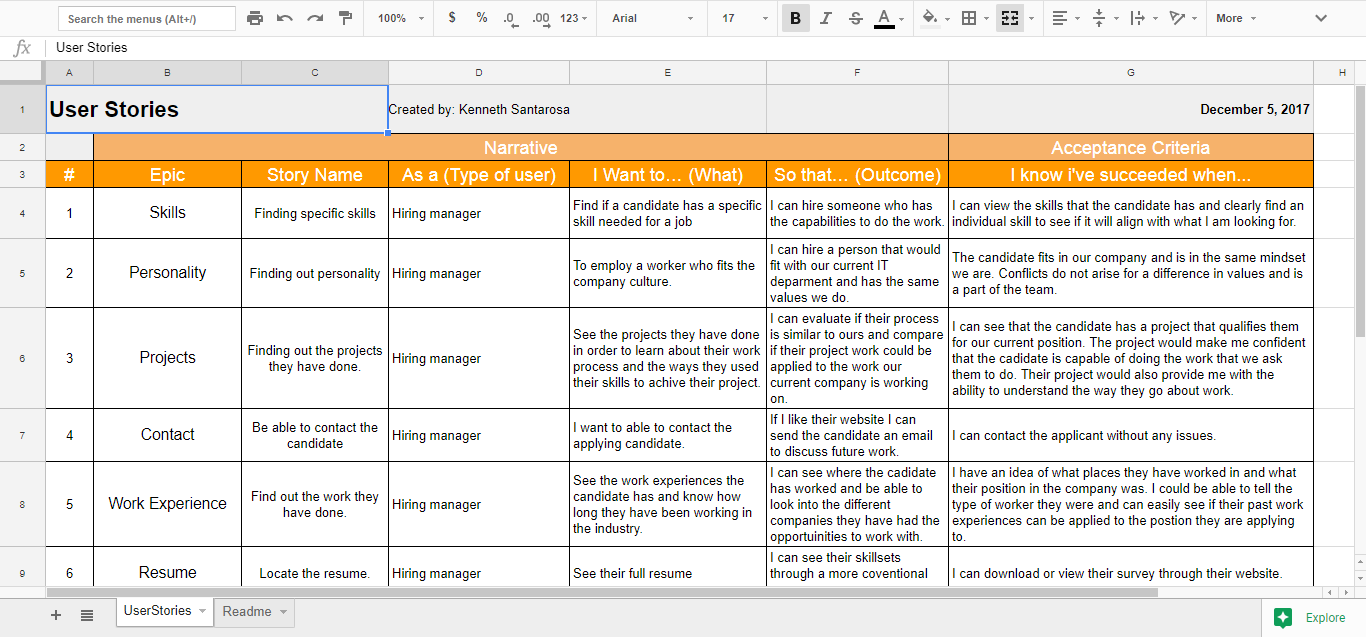 Search the menus (Alt+/)
100%
$
%
.0
.00
123
Arial
17
B
I
S
A
More
fx
User Stories
A
B
C
D
E
F
G
H
1
User Stories
Created by: Kenneth Santarosa
December 5, 2017
2
Narrative
Acceptance Criteria
3
#
Epic
Story Name
As a (Type of user)
I Want to... (What)
So that... (Outcome)
I know i've succeeded when...
4
1
Skills
Finding specific skills
Hiring manager
Find if a candidate has a specific
skill needed for a job
I can hire someone who has
the capabilities to do the work.
I can view the skills that the candidate has and clearly find an
individual skill to see if it will align with what I am looking for.
5
2
Personality
Finding out personality
Hiring manager
To employ a worker who fits the
company culture.
I can hire a person that would
fit with our current IT
deparment and has the same
values we do.
The candidate fits in our company and is in the same mindset
we are. Conflicts do not arise for a difference in values and is
a part of the team.
6
3
Projects
Finding out the projects
they have done.
Hiring manager
See the projects they have done
in order to learn about their work
process and the ways they used
their skills to achive their project.
I can evaluate if their process
is similar to ours and compare
if their project work could be
applied to the work our
current company is working
on.
I can see that the candidate has a project that qualifies them
for our current position. The project would make me confident
that the cadidate is capable of doing the work that we ask
them to do. Their project would also provide me with the
ability to understand the way they go about work.
7
4
Contact
Be able to contact the
candidate
Hiring manager
I want to able to contact the
applying candidate.
If I like their website I can
send the candidate an email
to discuss future work.
I can contact the applicant without any issues.
8
5
Work Experience
Find out the work they
have done.
Hiring manager
See the work experiences the
candidate has and know how
long they have been working in
the industry.
I can see where the cadidate
has worked and be able to
look into the different
companies they have had the
opportuinities to work with.
I have an idea of what places they have worked in and what
their position in the company was. I could be able to tell the
type of worker they were and can easily see if their past work
experiences can be applied to the postion they are applying
to.
9
6
Resume
Locate the resume.
Hiring manager
See their full resume
I can see their skillsets
through a more coventional
I can download or view their survey through their website.
UserStories
Readme
Explore